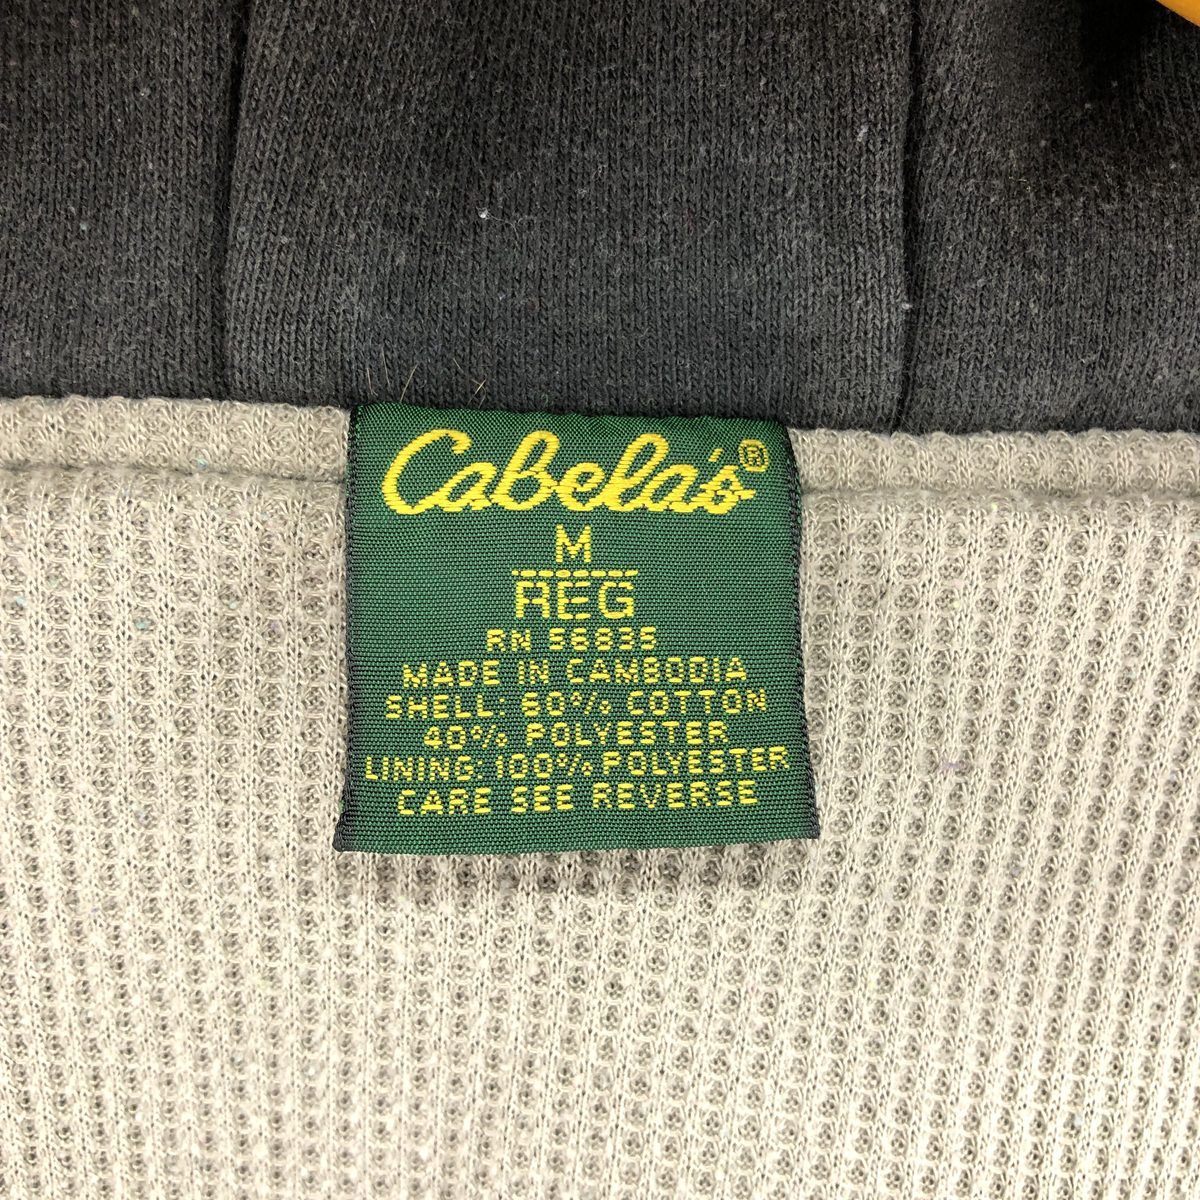 Cabela's®
M
REG
RN 56835
MADE IN CAMBODIA
SHELL: 60% COTTON
40% POLYESTER
LINING: 100% POLYESTER
CARE SEE REVERSE